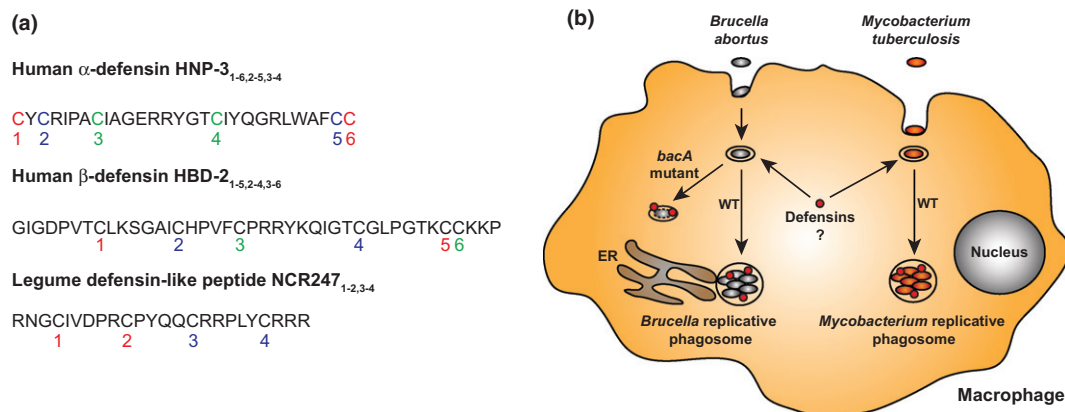 (a)
Human α-defensin HNP-3₁₋₆,₂₋₅,₃₋₄
CYCRIPACIAGERRYGTCIYQGRLWAFCC
1 2 3 4 5 6
Human β-defensin HBD-2₁₋₅,₂₋₄,₃₋₆
GIGDPVTCLKSGAICHPVFCPRRYKQIGTCGLPGTKCCKKP
1 2 3 4 5 6
Legume defensin-like peptide NCR247₁₋₂,₃₋₄
RNGCIVDPRCPYQQCRRPLYCRRR
1 2 3 4
(b)
Brucella
abortus
Mycobacterium
tuberculosis
bacA
mutant
WT
Defensins
?
WT
ER
Nucleus
Brucella replicative
phagosome
Mycobacterium replicative
phagosome
Macrophage